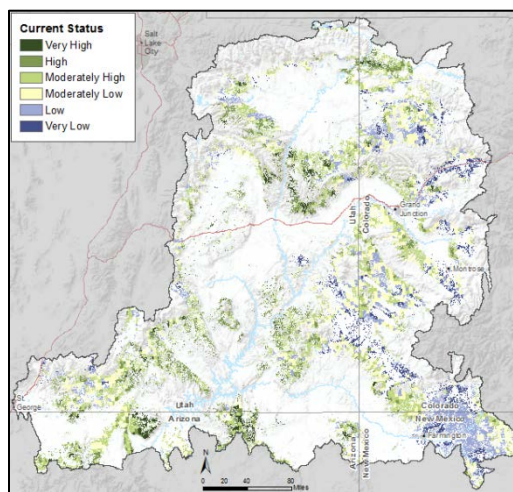 Current Status
Very High
High
Moderately High
Moderately Low
Low
Very Low
Salt
Lake
City
Utah
Colorado
Grand
Junction
Montrose
St.
George
Utah
Arizona
Colorado
New Mexico
Farmington
Arizona
New Mexico
N
0 20 40 80
Miles